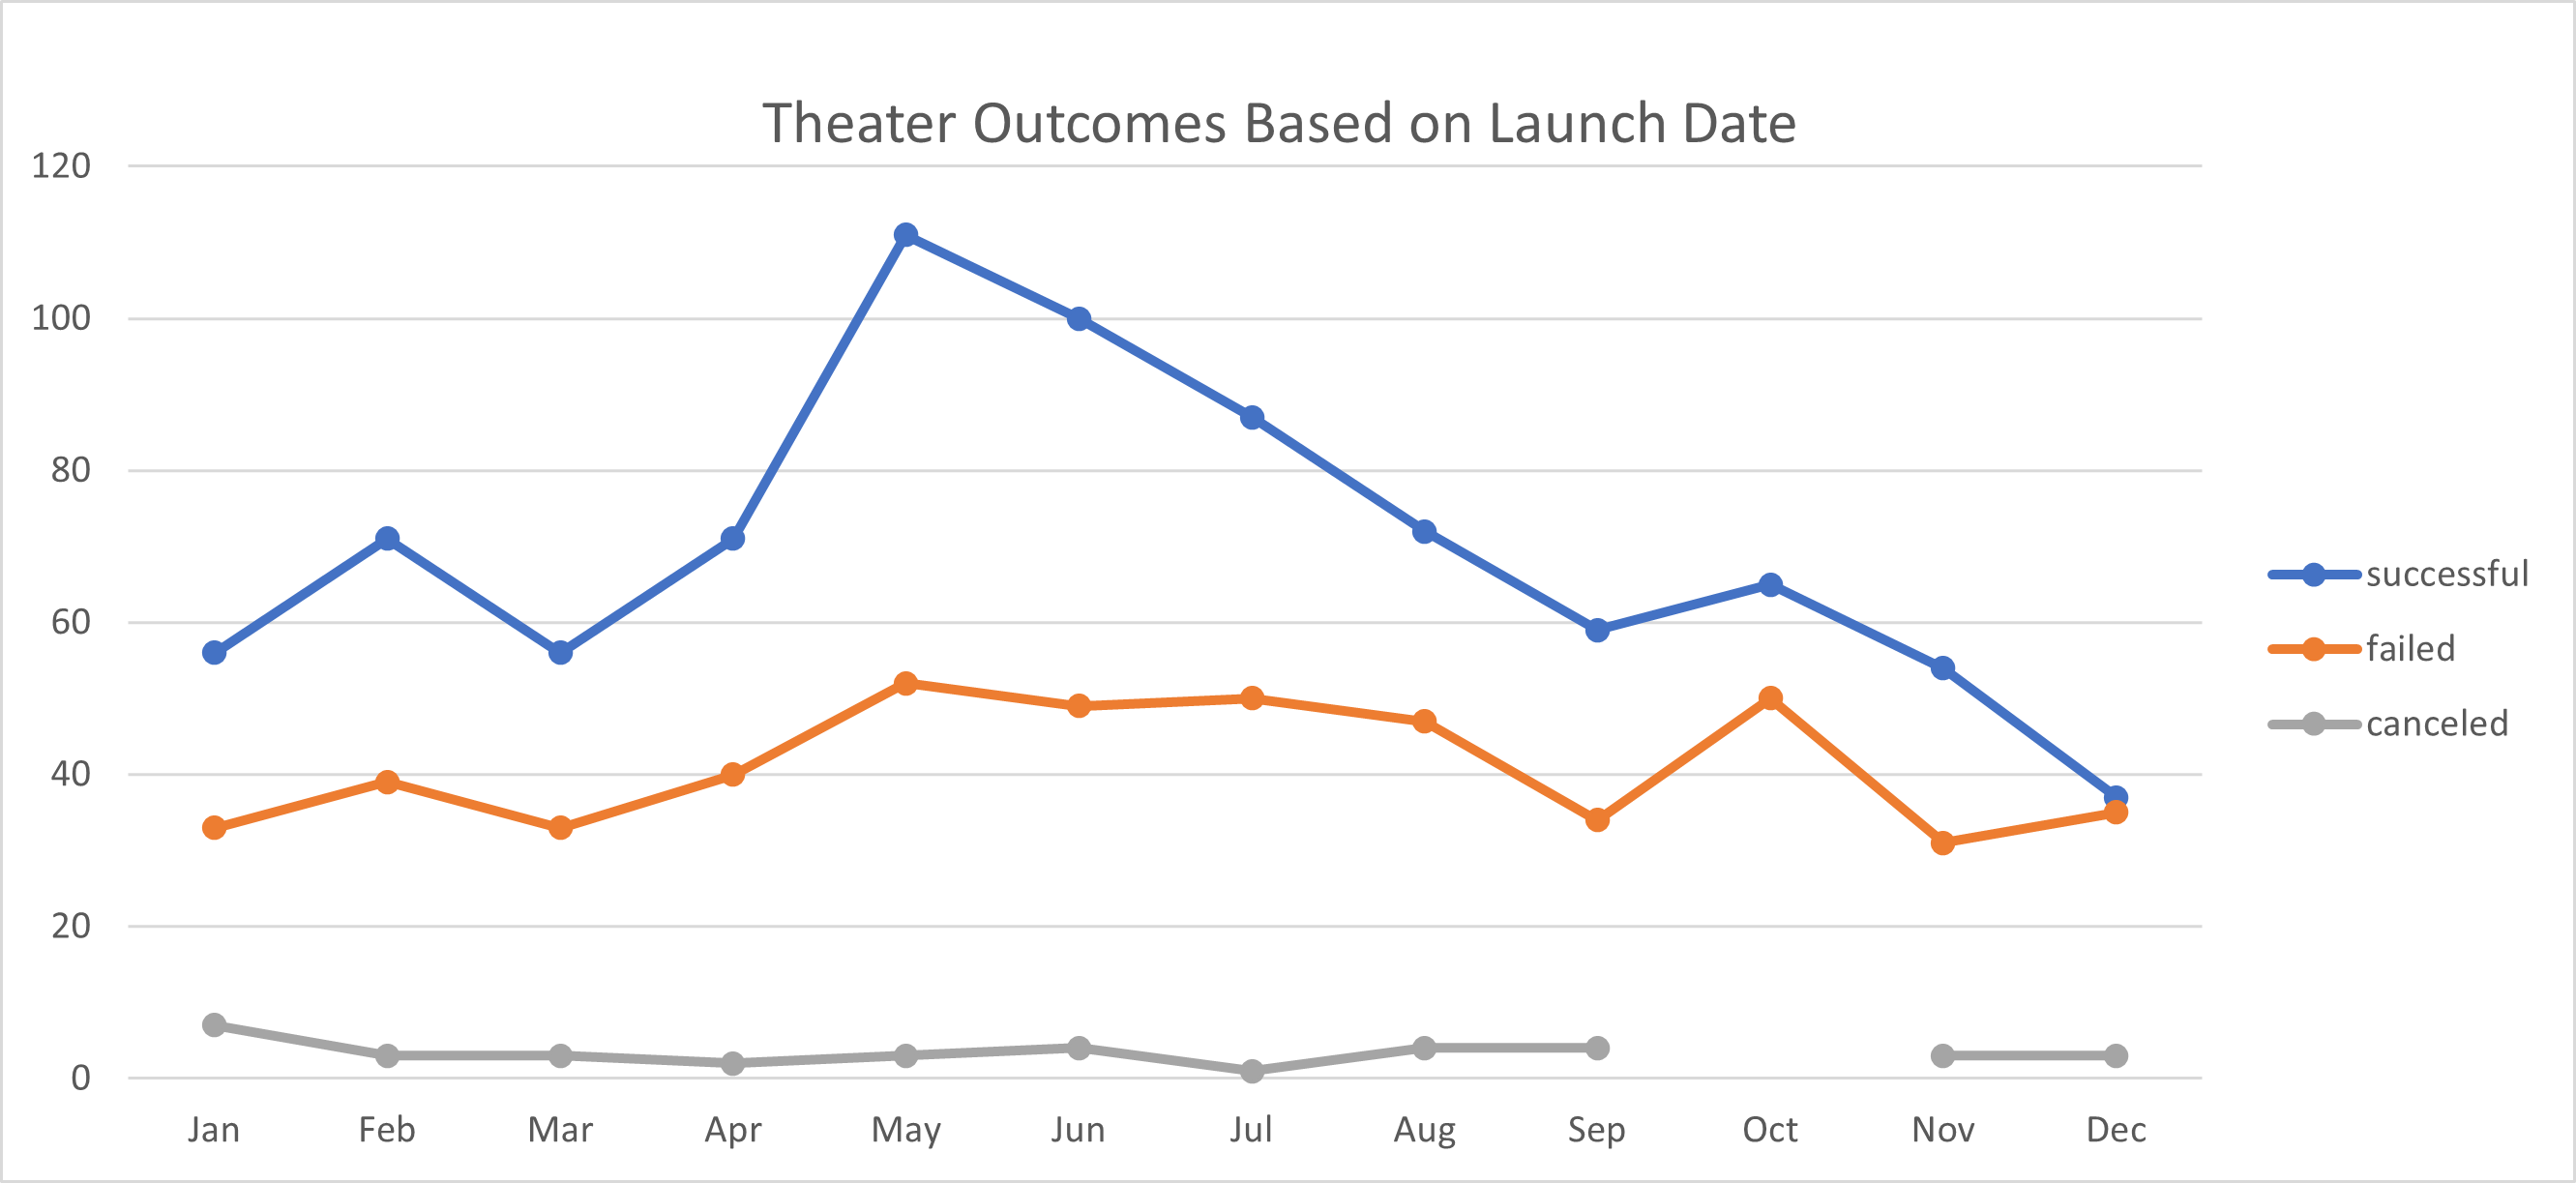 Theater Outcomes Based on Launch Date
120
100
80
60
40
20
0
Jan Feb Mar Apr May Jun Jul Aug Sep Oct Nov Dec
successful
failed
canceled